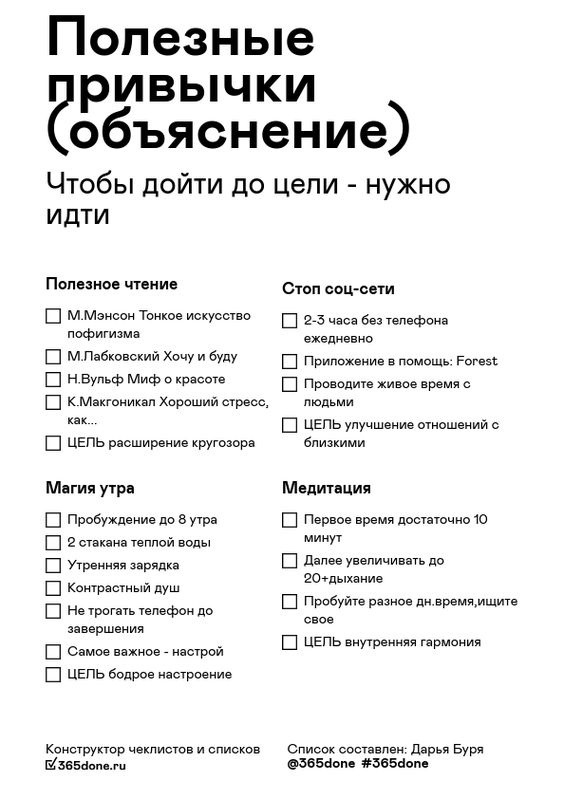 Полезные
привычки
(объяснение)
Чтобы дойти до цели - нужно
идти
Полезное чтение
М.Мэнсон Тонкое искусство
пофигизма
М.Лабковский Хочу и буду
Н.Вульф Миф о красоте
К.Макгоникал Хороший стресс,
как...
ЦЕЛЬ расширение кругозора
Стоп соц-сети
2-3 часа без телефона
ежедневно
Приложение в помощь: Forest
Проводите живое время с
людьми
ЦЕЛЬ улучшение отношений с
близкими
Магия утра
Пробуждение до 8 утра
2 стакана теплой воды
Утренняя зарядка
Контрастный душ
Не трогать телефон до
завершения
Самое важное - настрой
ЦЕЛЬ бодрое настроение
Медитация
Первое время достаточно 10
минут
Далее увеличивать до
20+дыхание
Пробуйте разное дн.время,ищите
свое
ЦЕЛЬ внутренняя гармония
Конструктор чеклистов и списков
365done.ru
Список составлен: Дарья Буря
@365done #365done